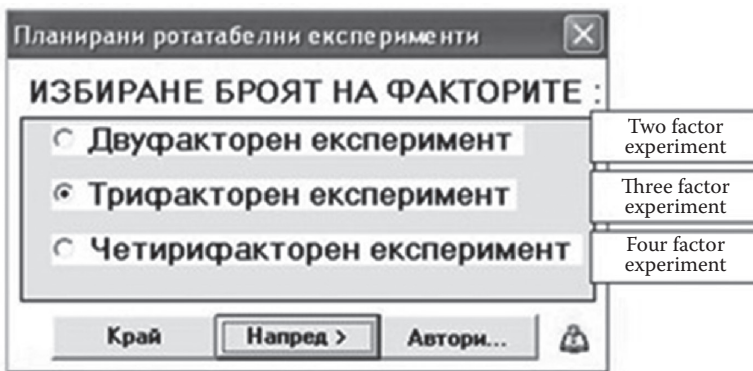 Планирани ротатабелни експерименти
ИЗБИРАНЕ БРОЯТ НА ФАКТОРИТЕ :
Двуфакторен експеримент
Two factor
experiment
Трифакторен експеримент
Three factor
experiment
Четирифакторен експеримент
Four factor
experiment
Край
Напред >
Автори...